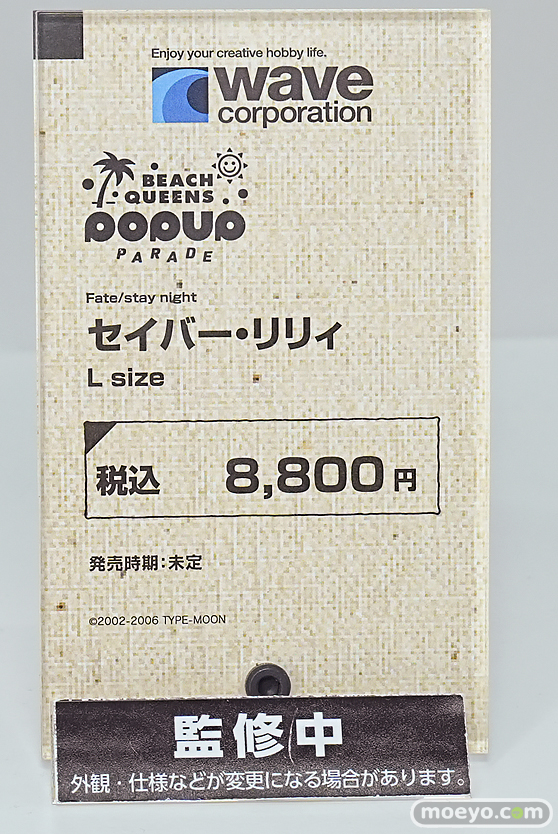 Enjoy your creative hobby life.
wave
corporation
BEACH
QUEENS
POPUP
PARADE
Fate/stay night
セイバー・リリィ
L size
税込 8,800円
発売時期：未定
©2002-2006 TYPE-MOON
監修中
外観・仕様などが変更になる場合があります。
moeyo.com